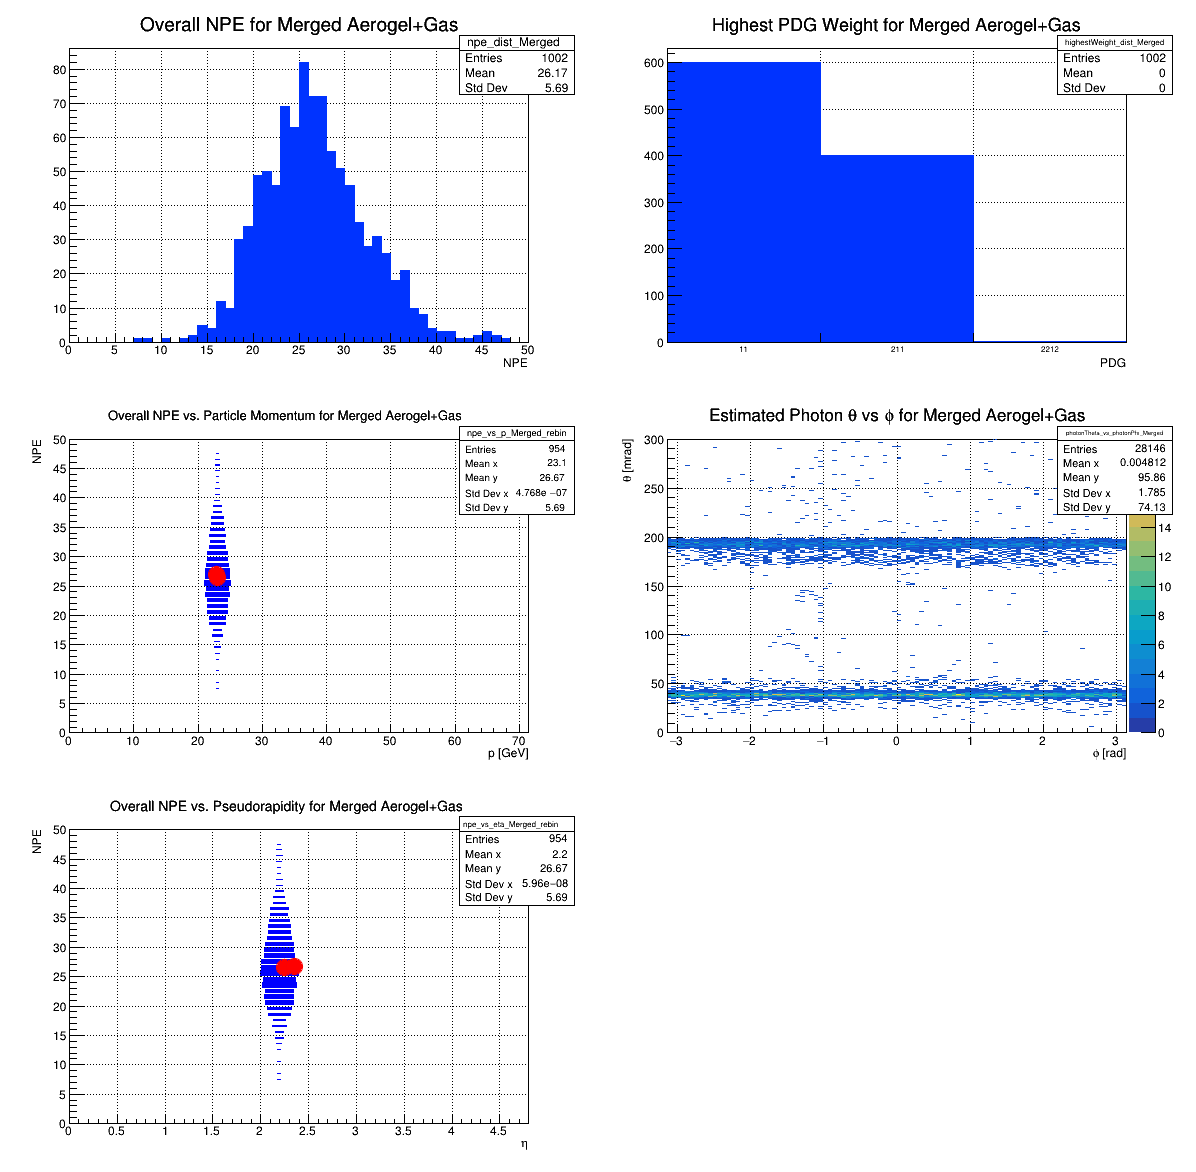 Overall NPE for Merged Aerogel+Gas
npe_dist_Merged
Entries 1002
Mean 26.17
Std Dev 5.69
80
70
60
50
40
30
20
10
0
0 5 10 15 20 25 30 35 40 45 50
NPE
Highest PDG Weight for Merged Aerogel+Gas
highestWeight_dist_Merged
Entries 1002
Mean 0
Std Dev 0
600
500
400
300
200
100
0
11 211 2212
PDG
Overall NPE vs. Particle Momentum for Merged Aerogel+Gas
npe_vs_p_Merged_rebin
Entries 954
Mean x 23.1
Mean y 26.67
Std Dev x 4.768e −07
Std Dev y 5.69
NPE
50
45
40
35
30
25
20
15
10
5
0
0 10 20 30 40 50 60 70
p [GeV]
Estimated Photon θ vs ϕ for Merged Aerogel+Gas
photonTheta_vs_photonPhi_Merged
Entries 28146
Mean x 0.004812
Mean y 95.86
Std Dev x 1.785
Std Dev y 74.13
θ [mrad]
300
250
200
150
100
50
0
−3 −2 −1 0 1 2 3
ϕ [rad]
14
12
10
8
6
4
2
0
Overall NPE vs. Pseudorapidity for Merged Aerogel+Gas
npe_vs_eta_Merged_rebin
Entries 954
Mean x 2.2
Mean y 26.67
Std Dev x 5.96e−08
Std Dev y 5.69
NPE
50
45
40
35
30
25
20
15
10
5
0
0 0.5 1 1.5 2 2.5 3 3.5 4 4.5
η